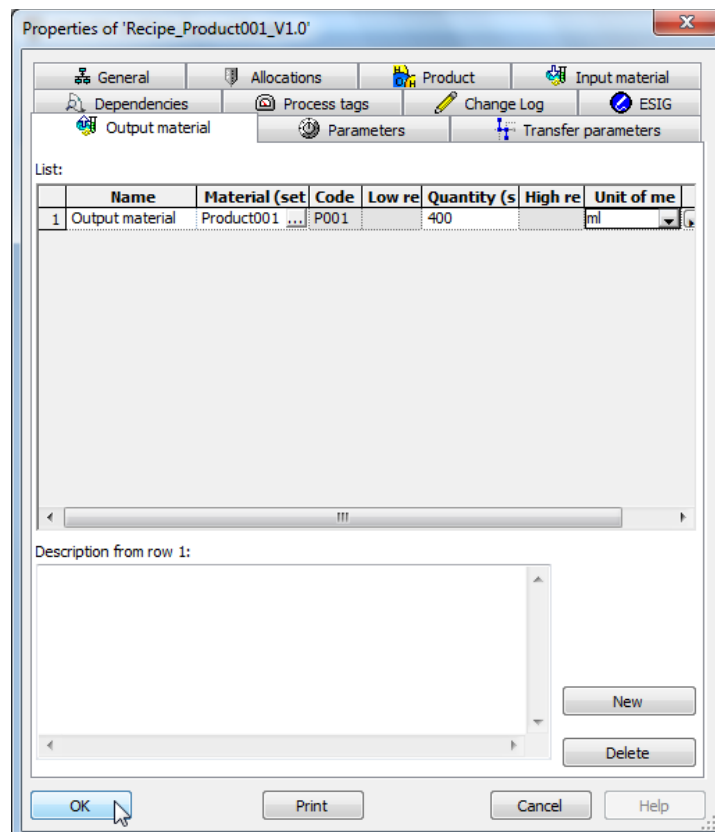 Properties of 'Recipe_Product001_V1.0'
General Allocations Product Input material
Dependencies Process tags Change Log ESIG
Output material Parameters Transfer parameters
List:
Name Material (set Code Low re Quantity (s High re Unit of me
1 Output material Product001 ... P001 400 ml
Description from row 1:
New
Delete
OK Print Cancel Help